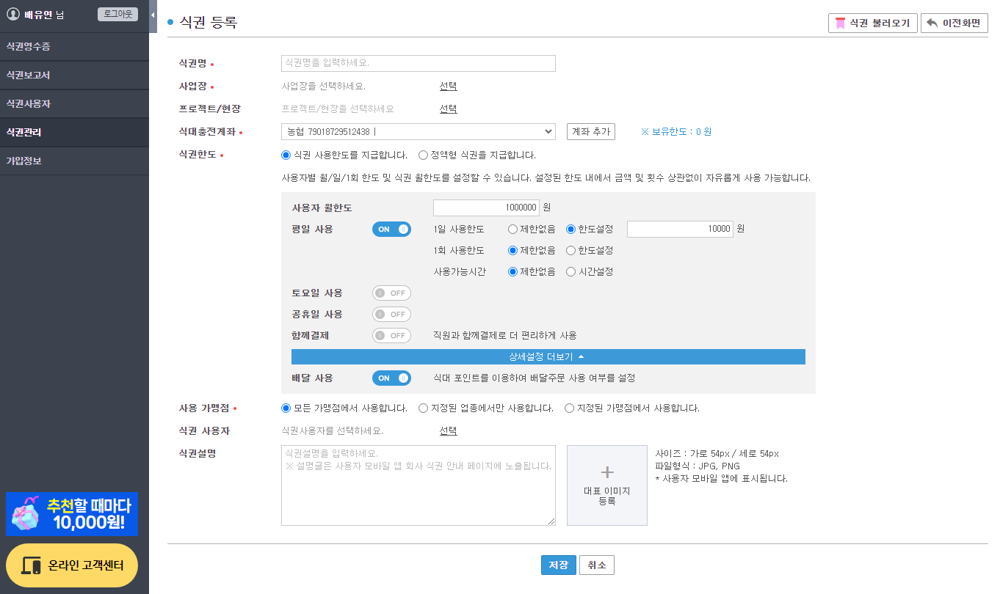 배유연 님
로그아웃
식권영수증
식권보고서
식권사용자
식권관리
가입정보
추천할 때마다
10,000원!
온라인 고객센터
식권 등록
식권 불러오기
이전화면
식권명
식권명을 입력하세요.
사업장
사업장을 선택하세요.
선택
프로젝트/현장
프로젝트/현장을 선택하세요
선택
식대충전계좌
농협 79018729512438 |
계좌 추가
※ 보유한도 : 0 원
식권한도
식권 사용한도를 지급합니다.
정액형 식권을 지급합니다.
사용자별 월/일/1회 한도 및 식권 월한도를 설정할 수 있습니다. 설정된 한도 내에서 금액 및 횟수 상관없이 자유롭게 사용 가능합니다.
사용자 월한도
1000000 원
평일 사용
ON
1일 사용한도
제한없음
한도설정
10000 원
1회 사용한도
제한없음
한도설정
사용가능시간
제한없음
시간설정
토요일 사용
OFF
공휴일 사용
OFF
함께결제
OFF
직원과 함께결제로 더 편리하게 사용
상세설정 더보기
배달 사용
ON
식대 포인트를 이용하여 배달주문 사용 여부를 설정
사용 가맹점
모든 가맹점에서 사용합니다.
지정된 업종에서만 사용합니다.
지정된 가맹점에서 사용합니다.
식권 사용자
식권사용자를 선택하세요.
선택
식권설명
식권설명을 입력하세요.
※ 설명글은 사용자 모바일 앱 회사 식권 안내 페이지에 노출됩니다.
대표 이미지
등록
사이즈 : 가로 54px / 세로 54px
파일형식 : JPG, PNG
* 사용자 모바일 앱에 표시됩니다.
저장
취소